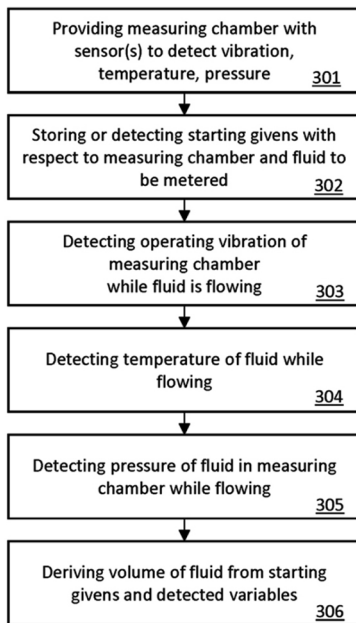 Providing measuring chamber with
sensor(s) to detect vibration,
temperature, pressure
301
Storing or detecting starting givens with
respect to measuring chamber and fluid to
be metered
302
Detecting operating vibration of
measuring chamber
while fluid is flowing
303
Detecting temperature of fluid while
flowing
304
Detecting pressure of fluid in measuring
chamber while flowing
305
Deriving volume of fluid from starting
givens and detected variables
306